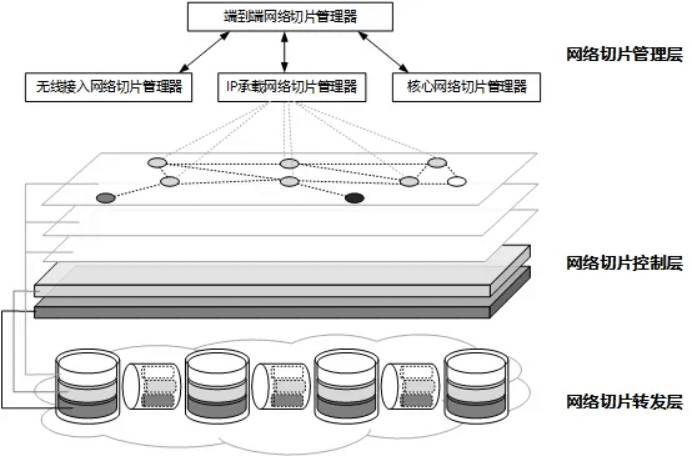 端到端网络切片管理器
网络切片管理层
无线接入网络切片管理器
IP承载网络切片管理器
核心网络切片管理器
网络切片控制层
网络切片转发层